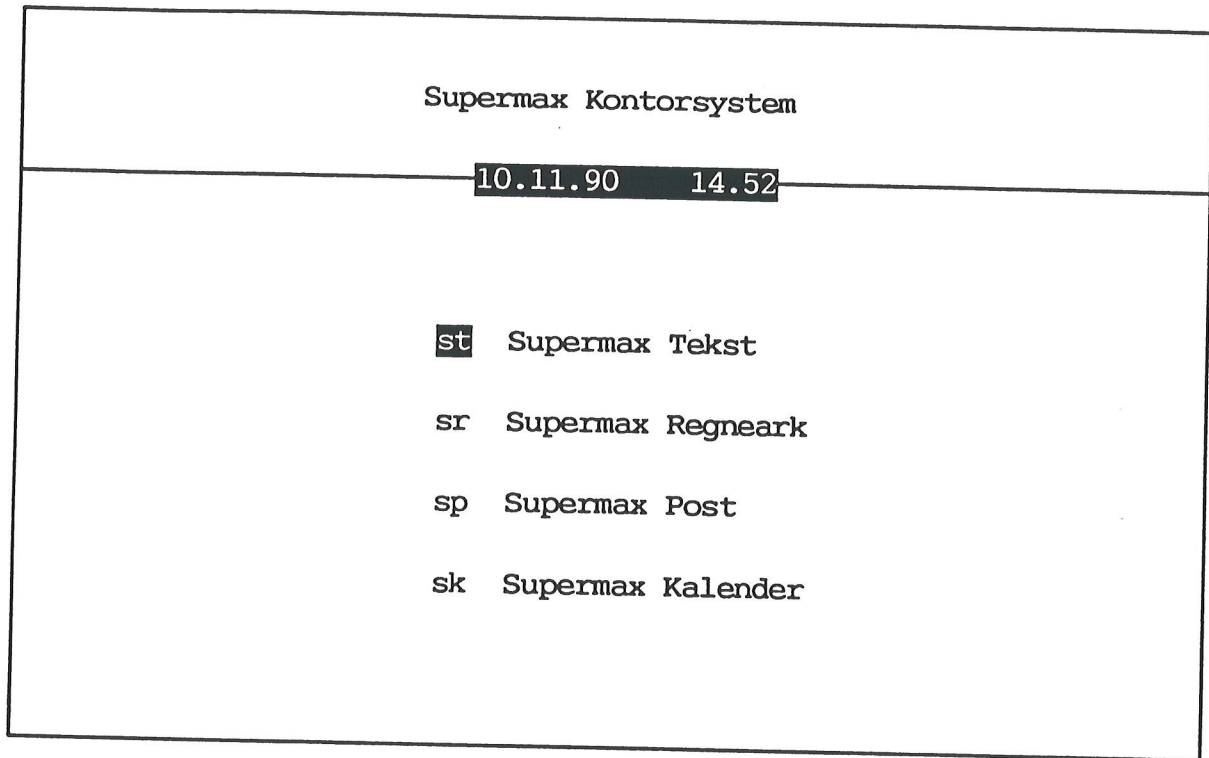 Supermax Kontorsystem
10.11.90 14.52
st Supermax Tekst
sr Supermax Regneark
sp Supermax Post
sk Supermax Kalender